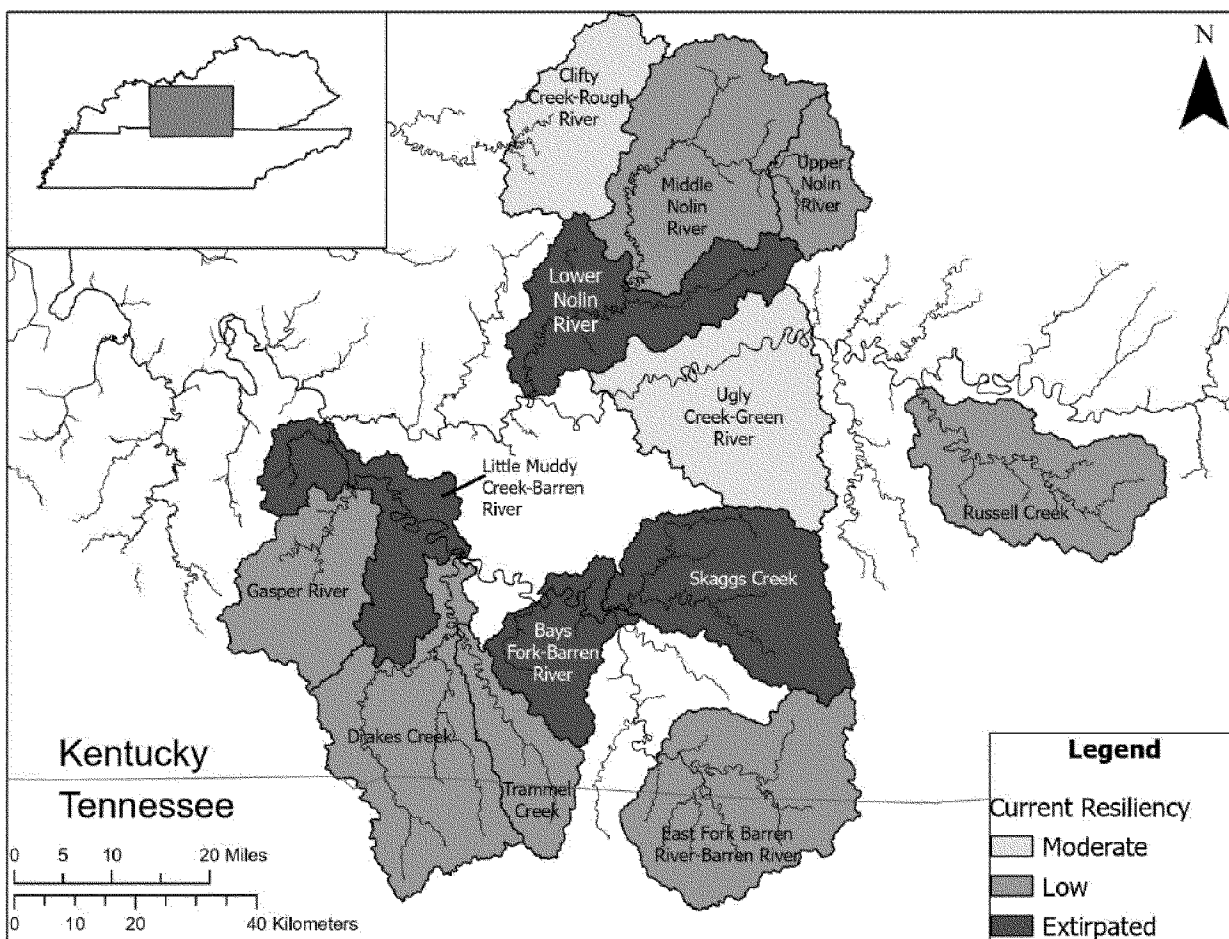 N
Clifty
Creek-Rough
River
Middle
Nolin
River
Upper
Nolin
River
Lower
Nolin
River
Ugly
Creek-Green
River
Little Muddy
Creek-Barren
River
Russell Creek
Gasper River
Skaggs Creek
Bays
Fork-Barren
River
Drakes Creek
Trammel
Creek
East Fork Barren
River-Barren River
Kentucky
Tennessee
0 5 10 20 Miles
0 10 20 40 Kilometers
Legend
Current Resiliency
Moderate
Low
Extirpated